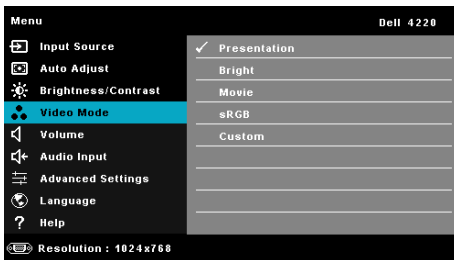 Menu Dell 4220
Input Source
Auto Adjust
Brightness/Contrast
Video Mode
Volume
Audio Input
Advanced Settings
Language
? Help
Resolution : 1024x768
✓ Presentation
Bright
Movie
sRGB
Custom